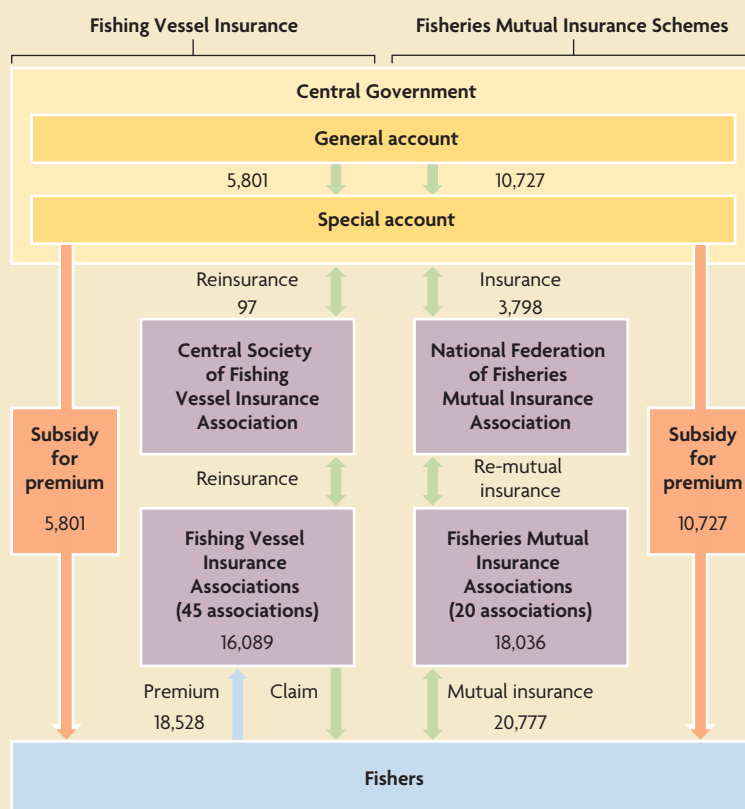 Fishing Vessel Insurance
Fisheries Mutual Insurance Schemes
Central Government
General account
5,801
10,727
Special account
Reinsurance
97
Insurance
3,798
Central Society
of Fishing
Vessel Insurance
Association
National Federation
of Fisheries
Mutual Insurance
Association
Subsidy
for
premium
5,801
Subsidy
for
premium
10,727
Reinsurance
Re-mutual
insurance
Fishing Vessel
Insurance
Associations
(45 associations)
16,089
Fisheries Mutual
Insurance
Associations
(20 associations)
18,036
Premium
18,528
Claim
Mutual insurance
20,777
Fishers